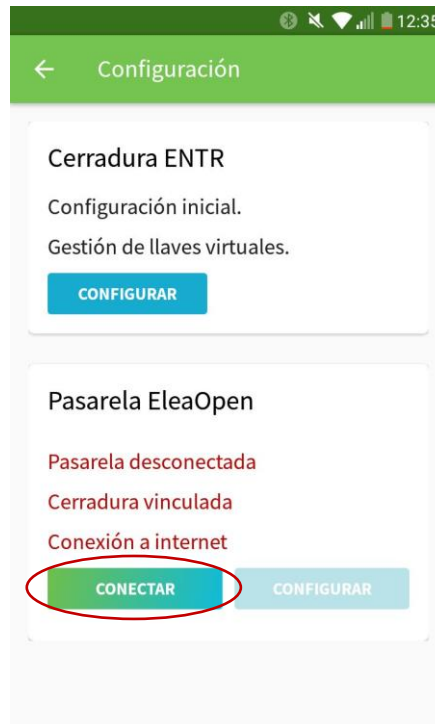 12:35
Configuración
Cerradura ENTR
Configuración inicial.
Gestión de llaves virtuales.
CONFIGURAR
Pasarela EleaOpen
Pasarela desconectada
Cerradura vinculada
Conexión a internet
CONECTAR CONFIGURAR